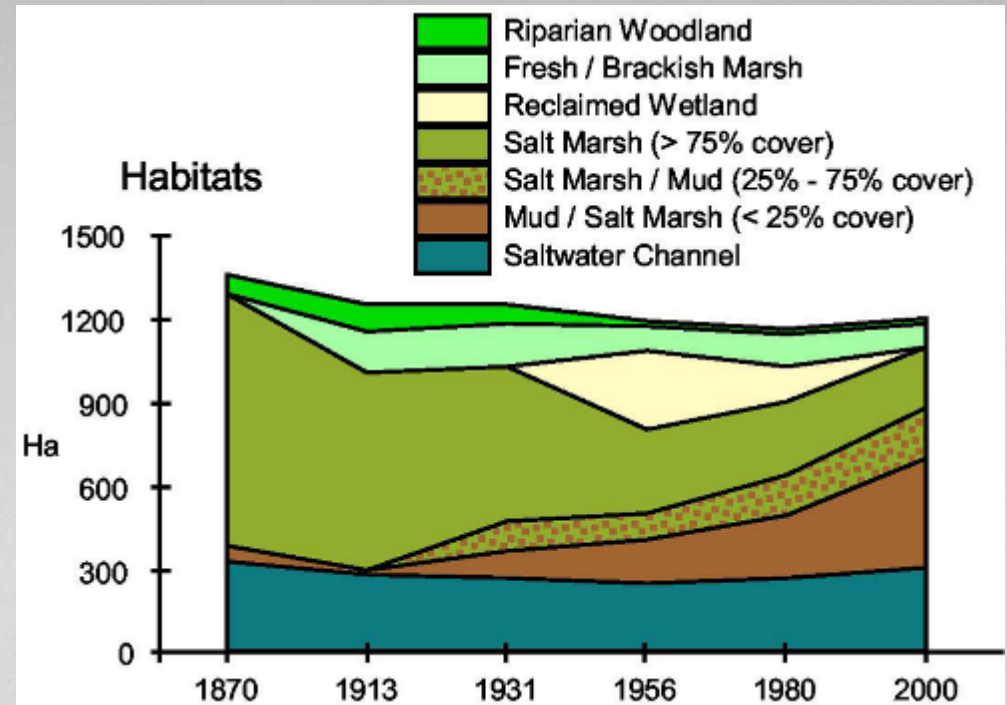 Riparian Woodland
Fresh / Brackish Marsh
Reclaimed Wetland
Salt Marsh (> 75% cover)
Salt Marsh / Mud (25% - 75% cover)
Mud / Salt Marsh (< 25% cover)
Saltwater Channel
Habitats
1500
1200
900
Ha
600
300
0
1870 1913 1931 1956 1980 2000